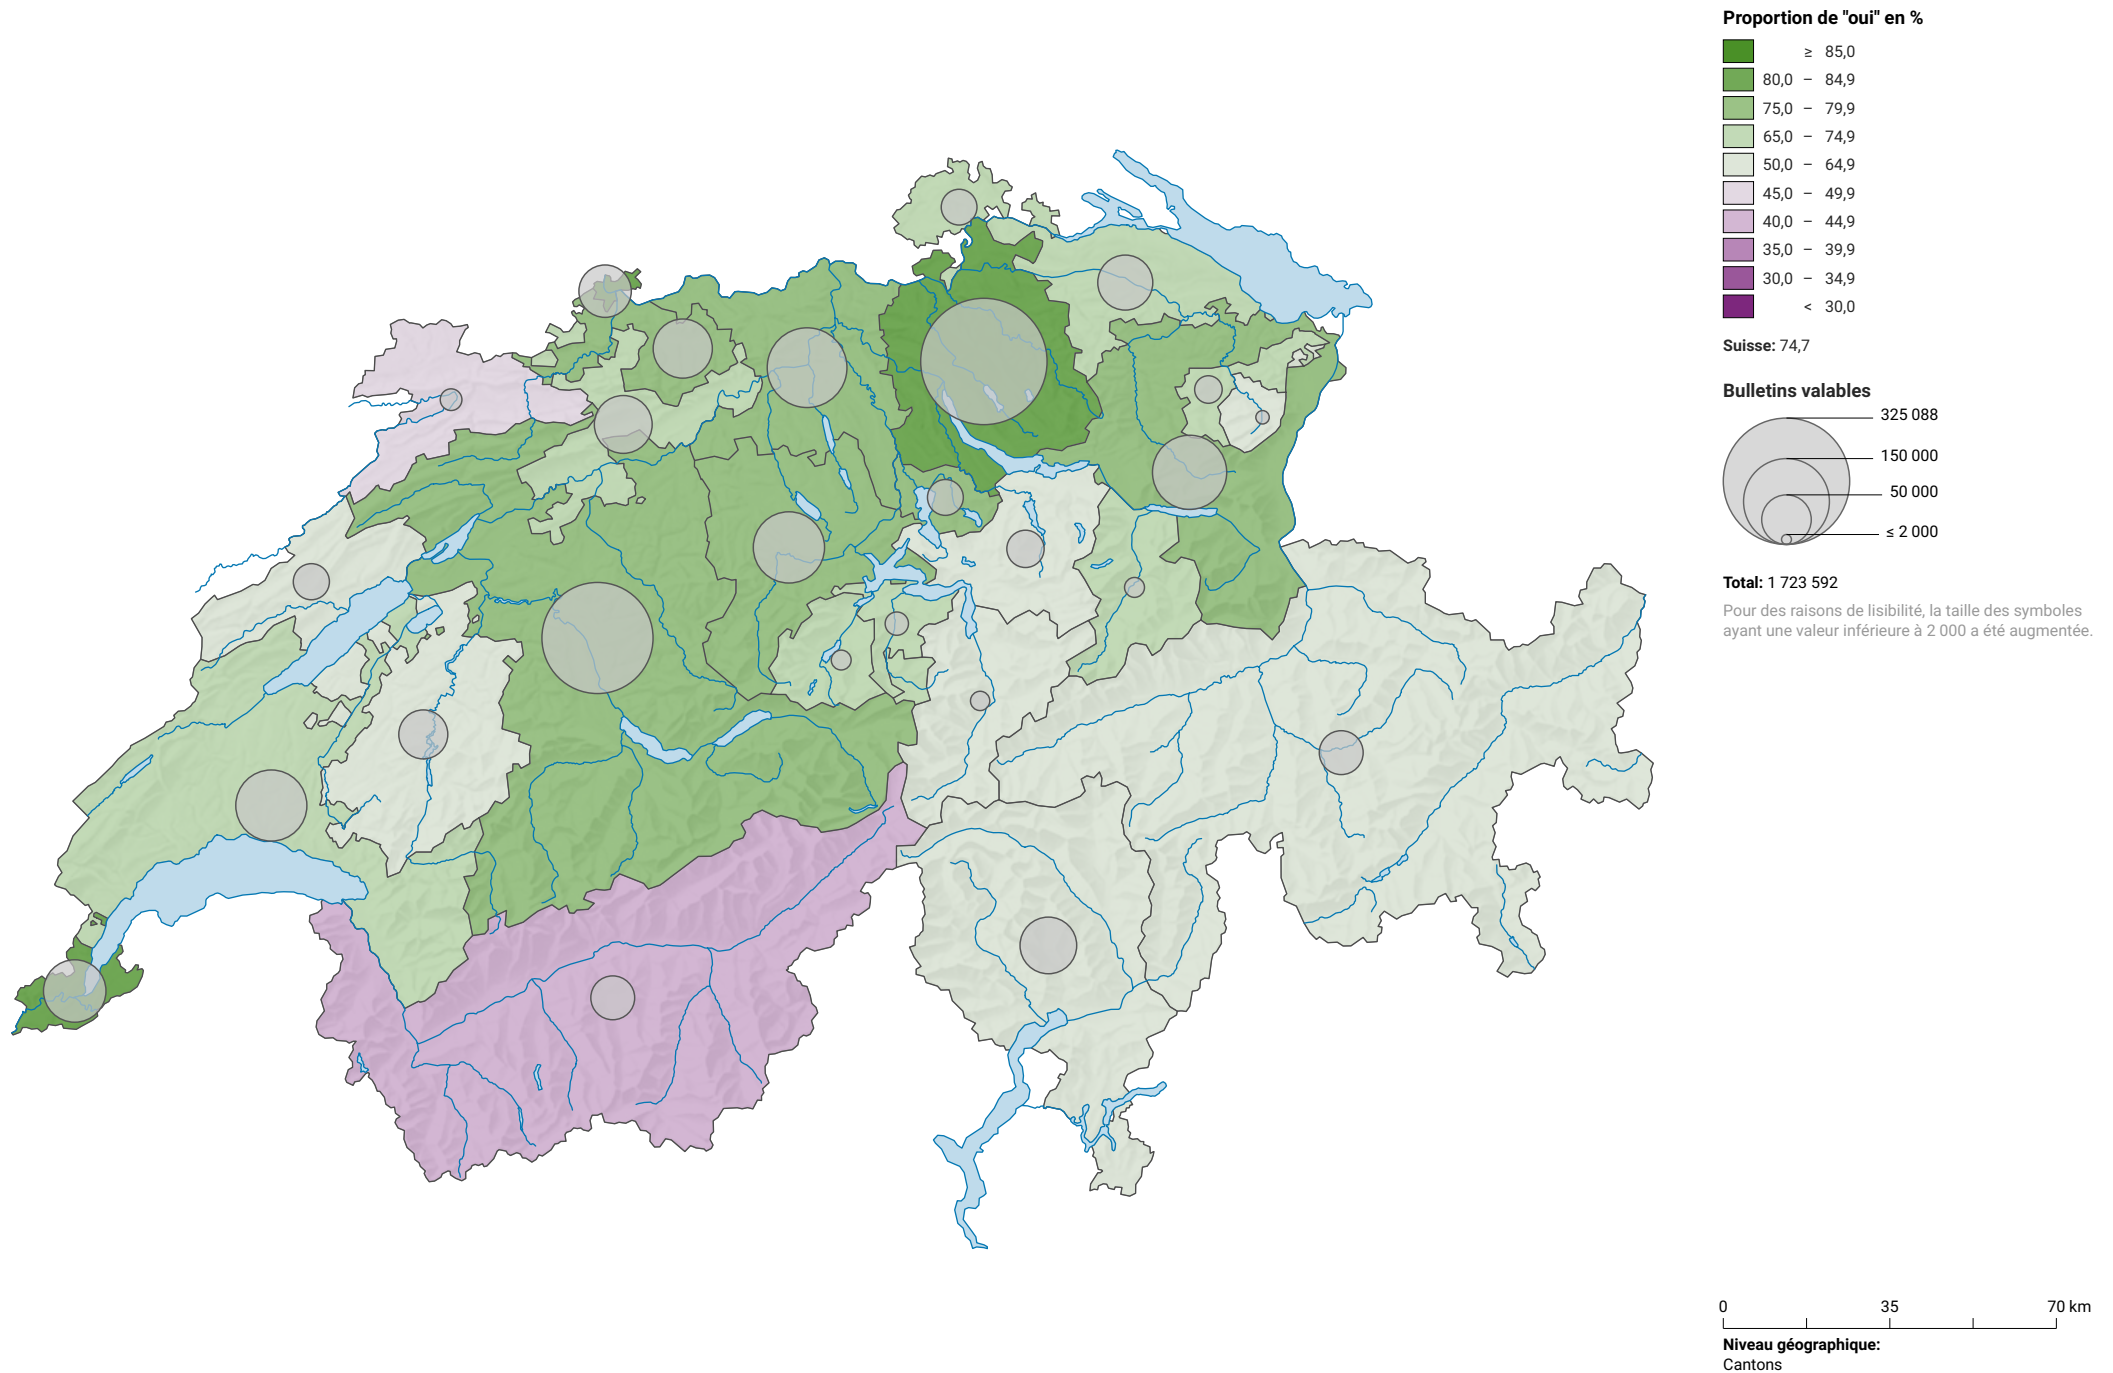 Proportion de "oui" en %
≥ 85,0
80,0 – 84,9
75,0 – 79,9
65,0 – 74,9
50,0 – 64,9
45,0 – 49,9
40,0 – 44,9
35,0 – 39,9
30,0 – 34,9
< 30,0
Suisse: 74,7
Bulletins valables
325 088
150 000
50 000
≤ 2 000
Total: 1 723 592
Pour des raisons de lisibilité, la taille des symboles
ayant une valeur inférieure à 2 000 a été augmentée.
0 35 70 km
Niveau géographique:
Cantons